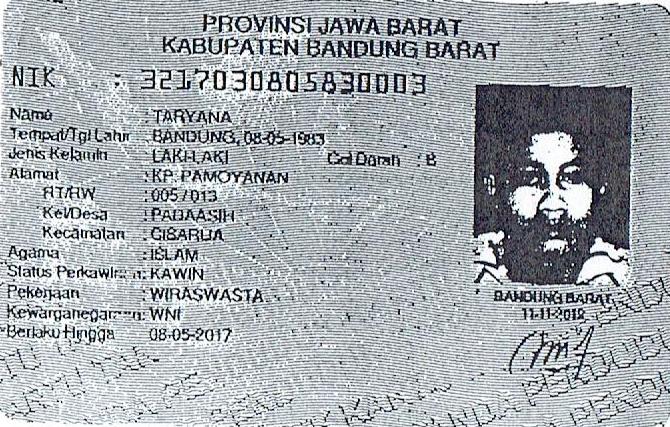 PROVINSI JAWA BARAT
KABUPATEN BANDUNG BARAT
NIK : 3217030805830003
Nama : TARYANA
Tempat/Tgl Lahir : BANDUNG, 08-05-1983
Jenis Kelamin : LAKI-LAKI Gol Darah : B
Alamat : KP. PAMOYANAN
RT/RW : 005 / 013
Kel/Desa : PADAASIH
Kecamatan : CISARUA
Agama : ISLAM
Status Perkawinan : KAWIN
Pekerjaan : WIRASWASTA
Kewarganegaraan : WNI
Berlaku Hingga : 08-05-2017
BANDUNG BARAT
11-11-2012